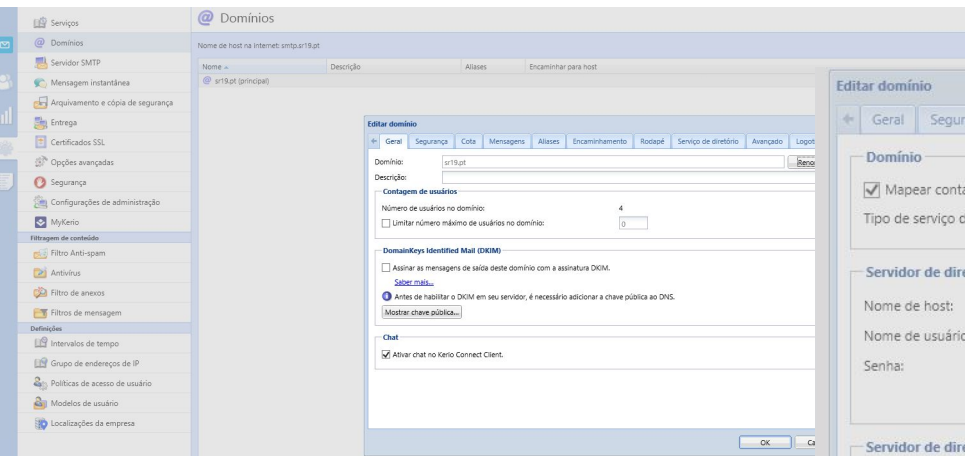 Serviços
Domínios
Servidor SMTP
Mensagem instantânea
Arquivamento e cópia de segurança
Entrega
Certificados SSL
Opções avançadas
Segurança
Configurações de administração
MyKerio
Filtragem de conteúdo
Filtro Anti-spam
Antivírus
Filtro de anexos
Filtros de mensagem
Definições
Intervalos de tempo
Grupo de endereços de IP
Políticas de acesso de usuário
Modelos de usuário
Localizações da empresa
Domínios
Nome de host na internet: smtp.sr19.pt
Nome Descrição Aliases Encaminhar para host
sr19.pt (principal)
Editar domínio
Geral Segurança Cota Mensagens Aliases Encaminhamento Rodapé Serviço de diretório Avançado Logot
Domínio: sr19.pt Renor
Descrição:
Contagem de usuários
Número de usuários no domínio: 4
Limitar número máximo de usuários no domínio: 0
DomainKeys Identified Mail (DKIM)
Assinar as mensagens de saída deste domínio com a assinatura DKIM.
Saber mais...
Antes de habilitar o DKIM em seu servidor, é necessário adicionar a chave pública ao DNS.
Mostrar chave pública...
Chat
Ativar chat no Kerio Connect Client.
OK Ca
Editar domínio
Geral Segur
Domínio
Mapear conta
Tipo de serviço d
Servidor de dire
Nome de host:
Nome de usuário
Senha:
Servidor de dire